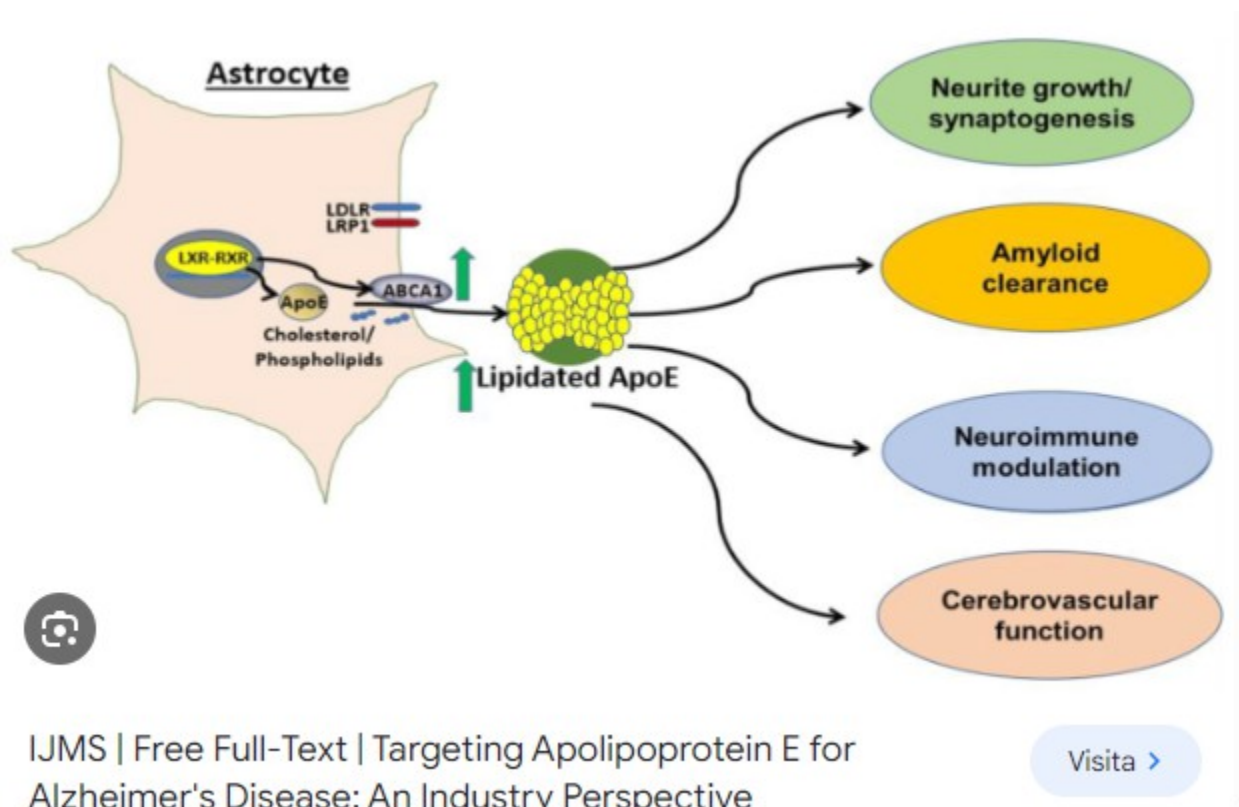 Astrocyte
LDLR
LRP1
LXR-RXR
ApoE
ABCA1
Cholesterol/
Phospholipids
Lipidated ApoE
Neurite growth/
synaptogenesis
Amyloid
clearance
Neuroimmune
modulation
Cerebrovascular
function
IJMS | Free Full-Text | Targeting Apolipoprotein E for
Alzheimer's Disease: An Industry Perspective
Visita >